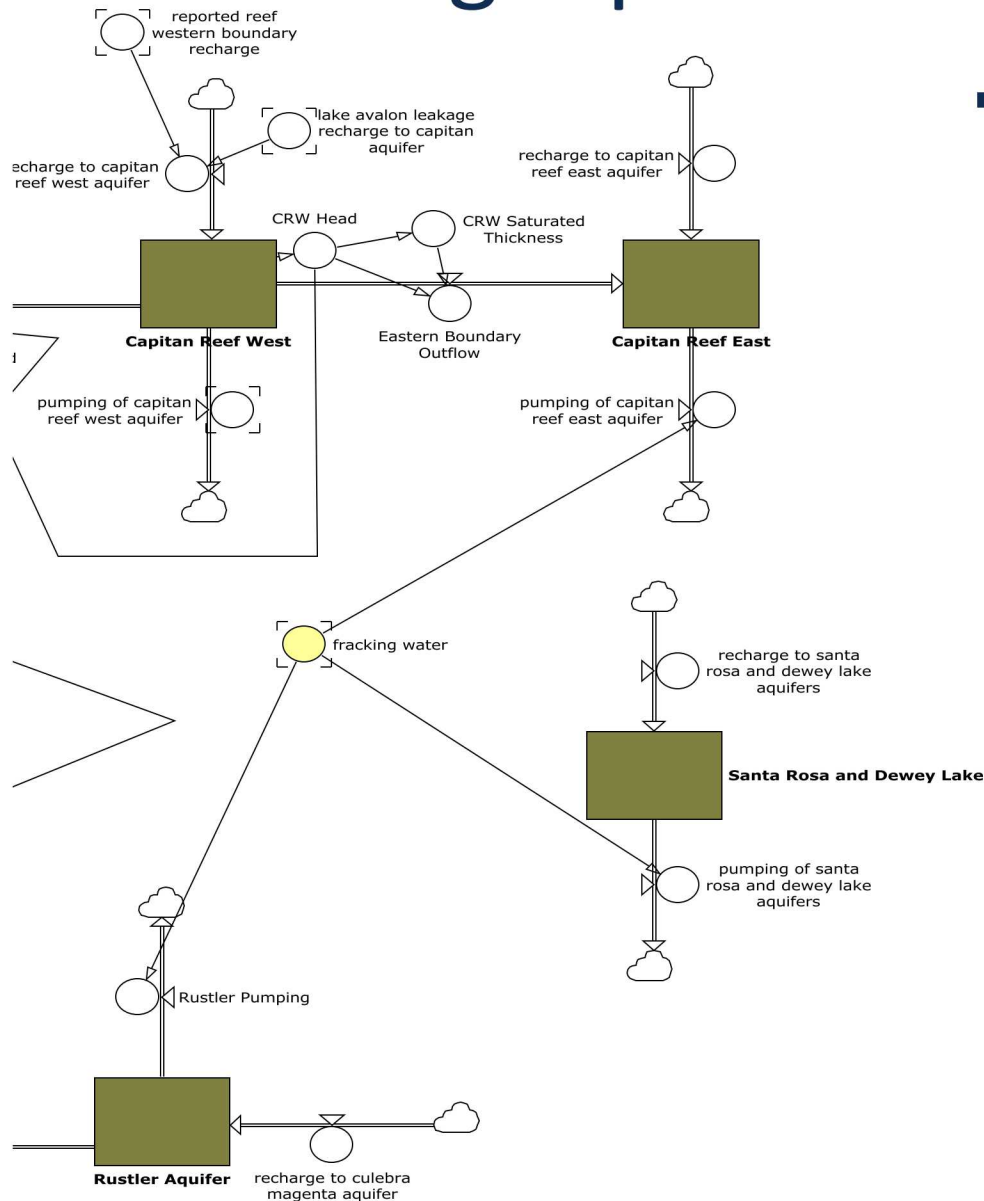 reported reef
western boundary
recharge
lake avalon leakage
recharge to capitan
aquifer
echarge to capitan
reef west aquifer
recharge to capitan
reef east aquifer
CRW Head
CRW Saturated
Thickness
Eastern Boundary
Outflow
Capitan Reef West
Capitan Reef East
d
pumping of capitan
reef west aquifer
pumping of capitan
reef east aquifer
fracking water
recharge to santa
rosa and dewey lake
aquifers
Santa Rosa and Dewey Lake
pumping of santa
rosa and dewey lake
aquifers
Rustler Pumping
Rustler Aquifer
recharge to culebra
magenta aquifer